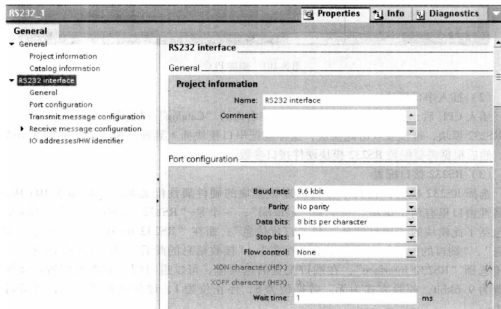 RS232_1
Properties
Info
Diagnostics
General
General
Project information
Catalog information
RS232 interface
General
Port configuration
Transmit message configuration
Receive message configuration
IO addresses/HW identifier
RS232 interface
General
Project information
Name: RS232 interface
Comment:
Port configuration
Baud rate: 9.6 kbit
Parity: No parity
Data bits: 8 bits per character
Stop bits: 1
Flow control: None
XON character (HEX):
(A
XOFF character (HEX):
(A
Wait time: 1 ms